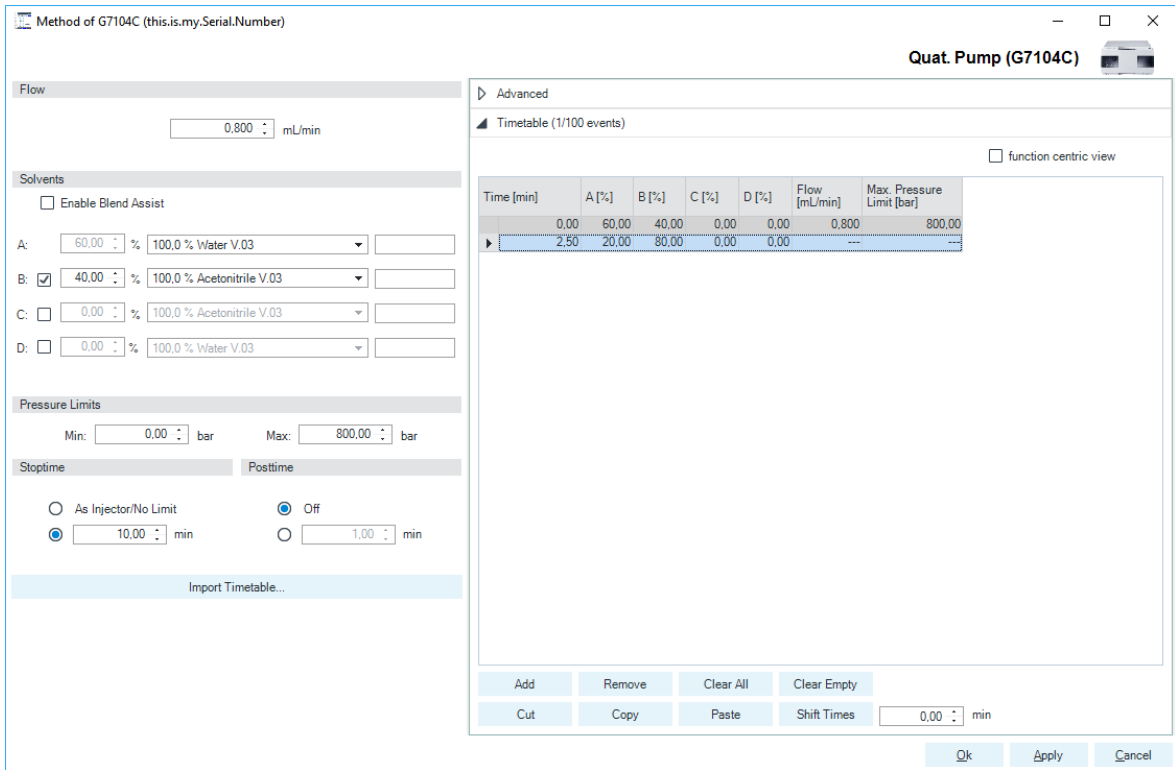 Method of G7104C (this.is.my.Serial.Number)
Quat. Pump (G7104C)
Flow
0,800 mL/min
Solvents
Enable Blend Assist
A: 60,00 % 100,0 % Water V.03
B: 40,00 % 100,0 % Acetonitrile V.03
C: 0,00 % 100,0 % Acetonitrile V.03
D: 0,00 % 100,0 % Water V.03
Pressure Limits
Min: 0,00 bar Max: 800,00 bar
Stoptime Posttime
As Injector/No Limit Off
10,00 min 1,00 min
Import Timetable...
Advanced
Timetable (1/100 events)
function centric view
Time [min] A [%] B [%] C [%] D [%] Flow [mL/min] Max. Pressure Limit [bar]
0,00 60,00 40,00 0,00 0,00 0,800 800,00
2,50 20,00 80,00 0,00 0,00 --- ---
Add Remove Clear All Clear Empty
Cut Copy Paste Shift Times 0,00 min
Ok Apply Cancel